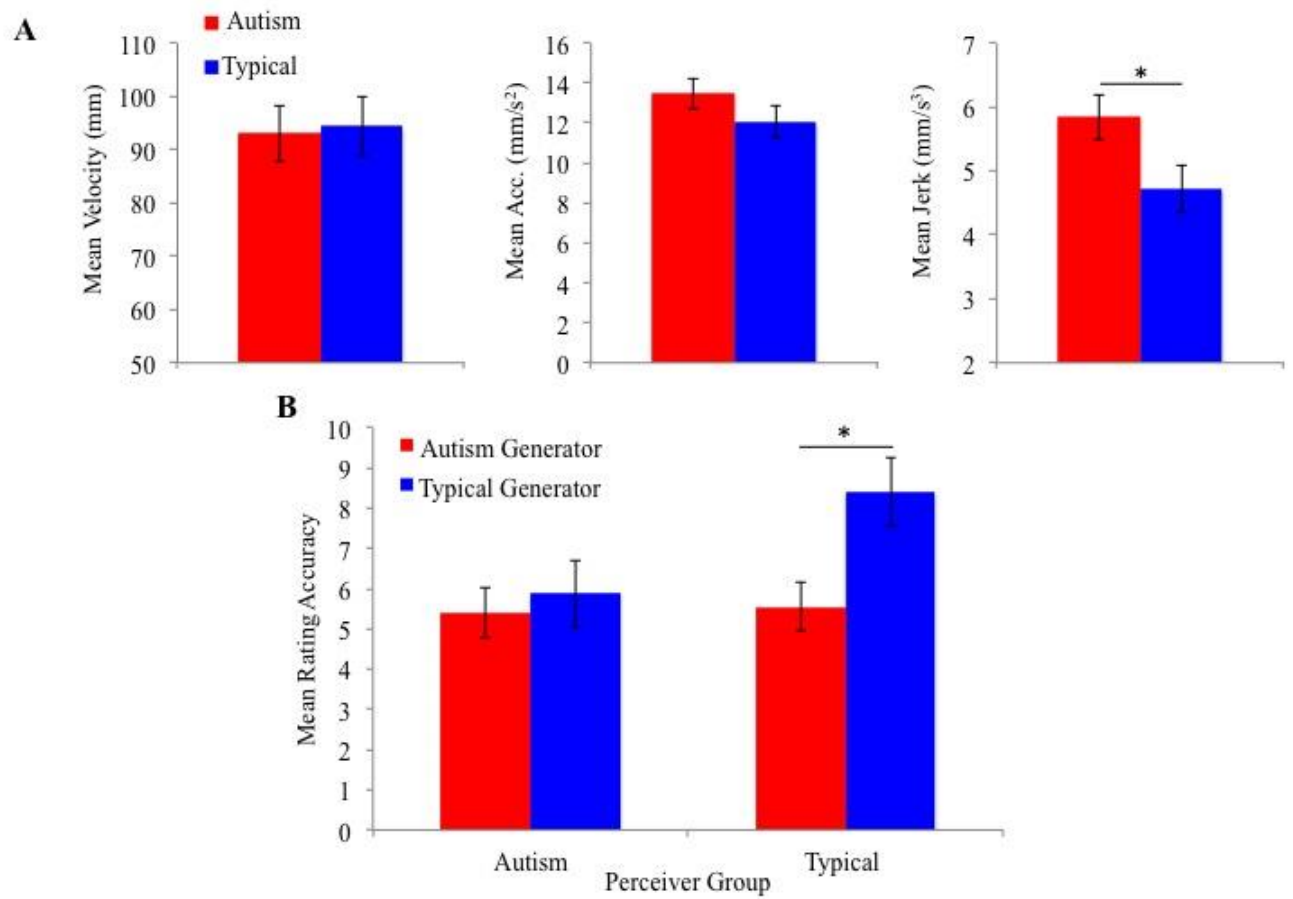 A
Autism
Typical
110
100
90
80
70
60
50
Mean Velocity (mm)
16
14
12
10
8
6
4
2
0
Mean Acc. (mm/s²)
7
6
5
4
3
2
Mean Jerk (mm/s³)
*
B
10
9
8
7
6
5
4
3
2
1
0
Mean Rating Accuracy
Autism Generator
Typical Generator
*
Autism
Typical
Perceiver Group